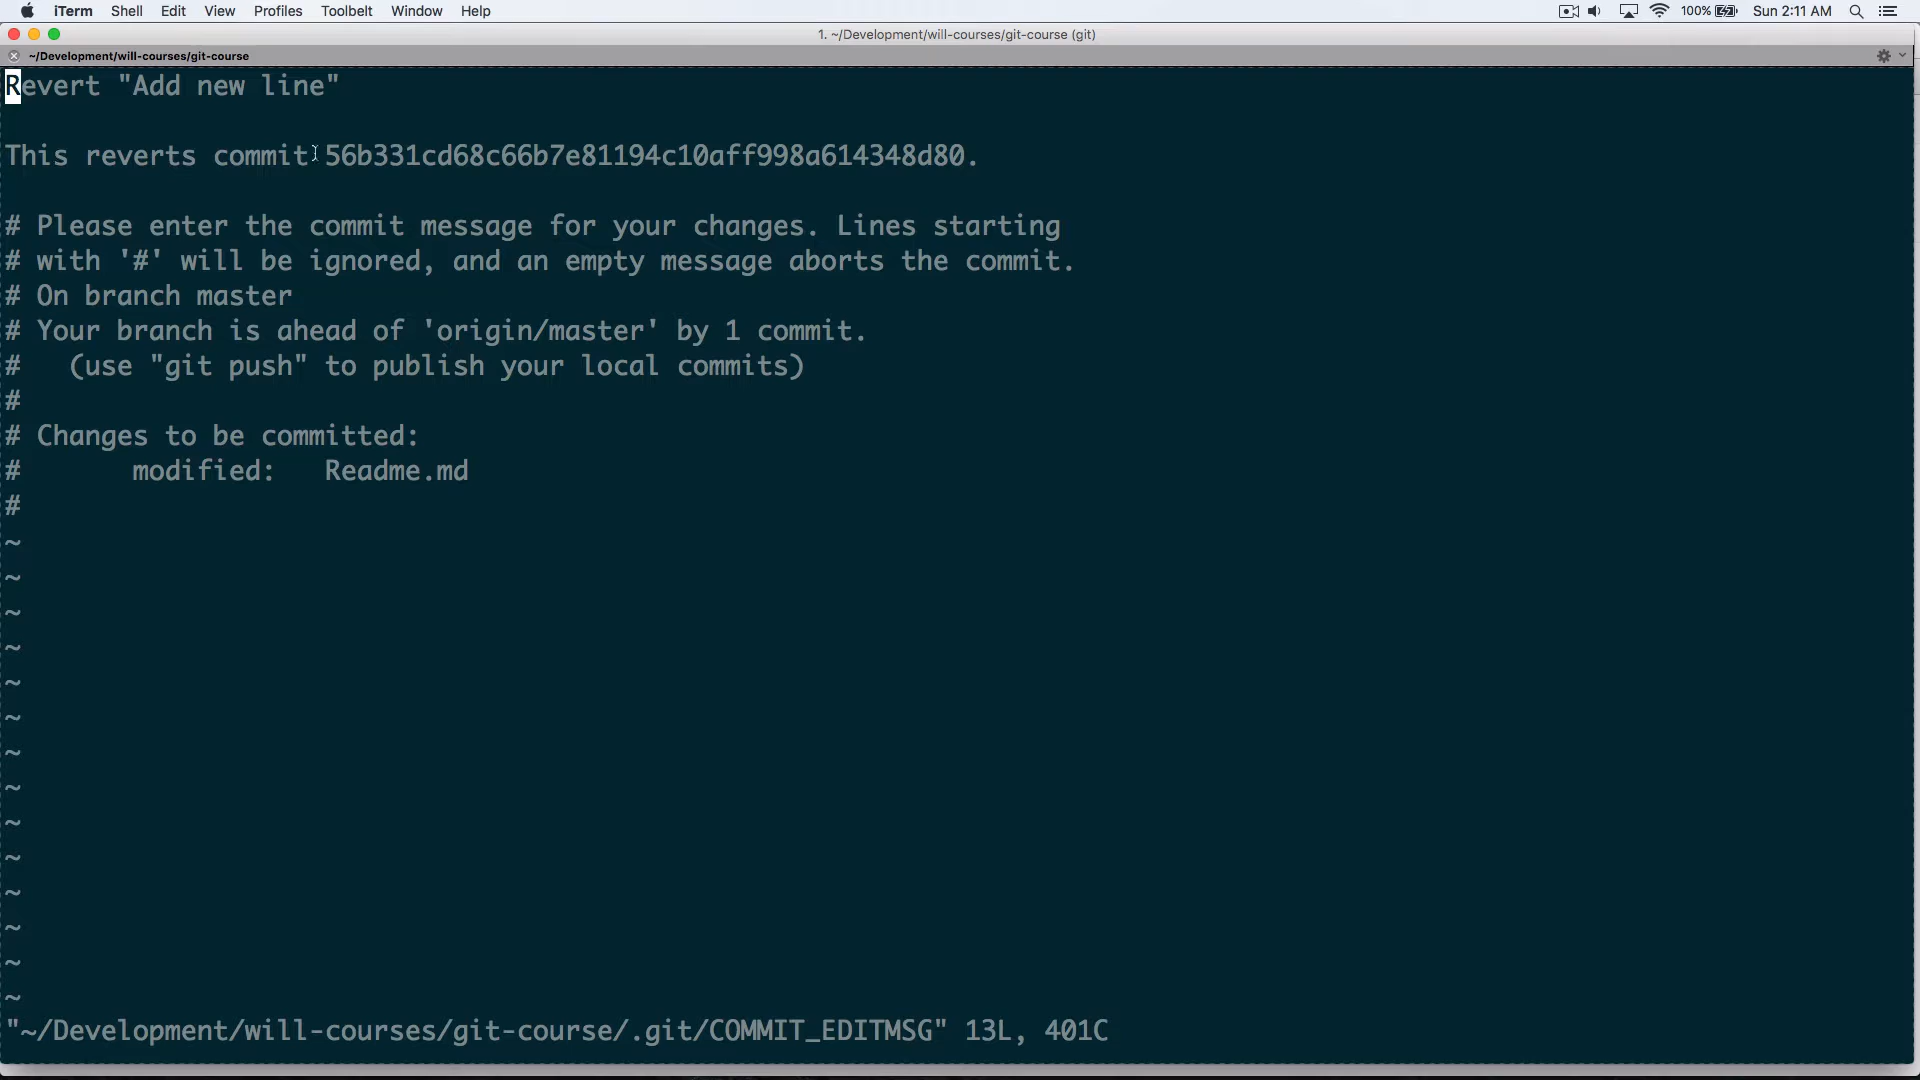 iTerm Shell Edit View Profiles Toolbelt Window Help 100% Sun 2:11 AM
1. ~/Development/will-courses/git-course (git)
~/Development/will-courses/git-course
Revert "Add new line"
This reverts commit 56b331cd68c66b7e81194c10aff998a614348d80.
# Please enter the commit message for your changes. Lines starting
# with '#' will be ignored, and an empty message aborts the commit.
# On branch master
# Your branch is ahead of 'origin/master' by 1 commit.
#   (use "git push" to publish your local commits)
#
# Changes to be committed:
#       modified:   Readme.md
#
~
~
~
~
~
~
~
~
~
~
~
~
~
~
"~/Development/will-courses/git-course/.git/COMMIT_EDITMSG" 13L, 401C